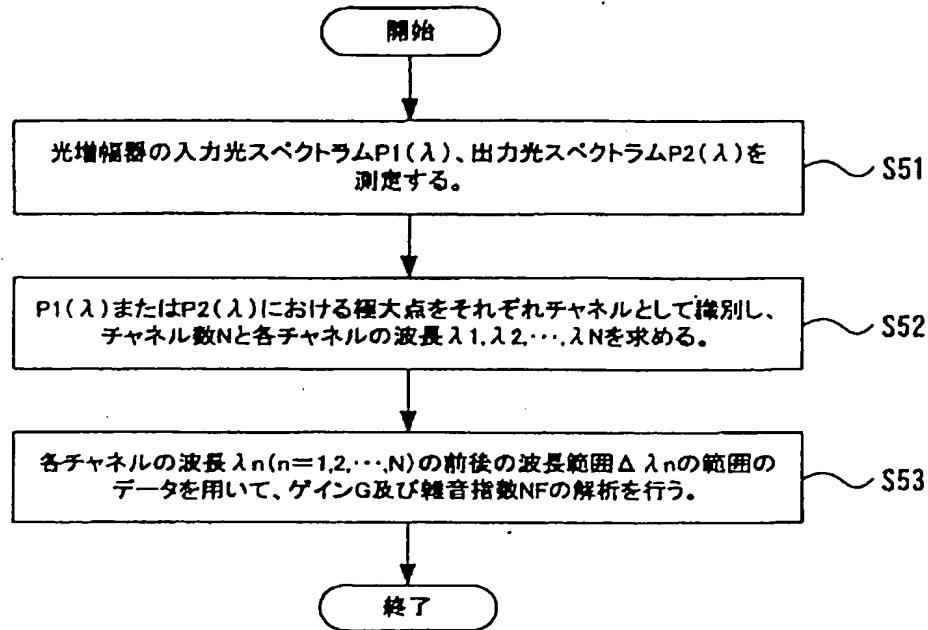 開始
光増幅器の入力光スペクトラムP1(λ)、出力光スペクトラムP2(λ)を
測定する。
S51
P1(λ)またはP2(λ)における極大点をそれぞれチャネルとして識別し、
チャネル数Nと各チャネルの波長λ1,λ2,⋯,λNを求める。
S52
各チャネルの波長λn(n=1,2,⋯,N)の前後の波長範囲Δλnの範囲の
データを用いて、ゲインG及び雑音指数NFの解析を行う。
S53
終了